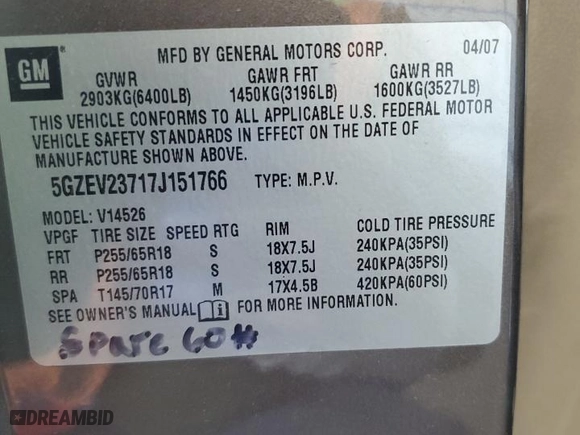 GM
MFD BY GENERAL MOTORS CORP. 04/07
GVWR GAWR FRT GAWR RR
2903KG(6400LB) 1450KG(3196LB) 1600KG(3527LB)
THIS VEHICLE CONFORMS TO ALL APPLICABLE U.S. FEDERAL MOTOR
VEHICLE SAFETY STANDARDS IN EFFECT ON THE DATE OF
MANUFACTURE SHOWN ABOVE.
5GZEV23717J151766 TYPE: M.P.V.
MODEL: V14526
VPGF TIRE SIZE SPEED RTG RIM COLD TIRE PRESSURE
FRT P255/65R18 S 18X7.5J 240KPA(35PSI)
RR P255/65R18 S 18X7.5J 240KPA(35PSI)
SPA T145/70R17 M 17X4.5B 420KPA(60PSI)
SEE OWNER'S MANUAL FOR MORE INFORMATION.
Spare 60#
DREAMBID